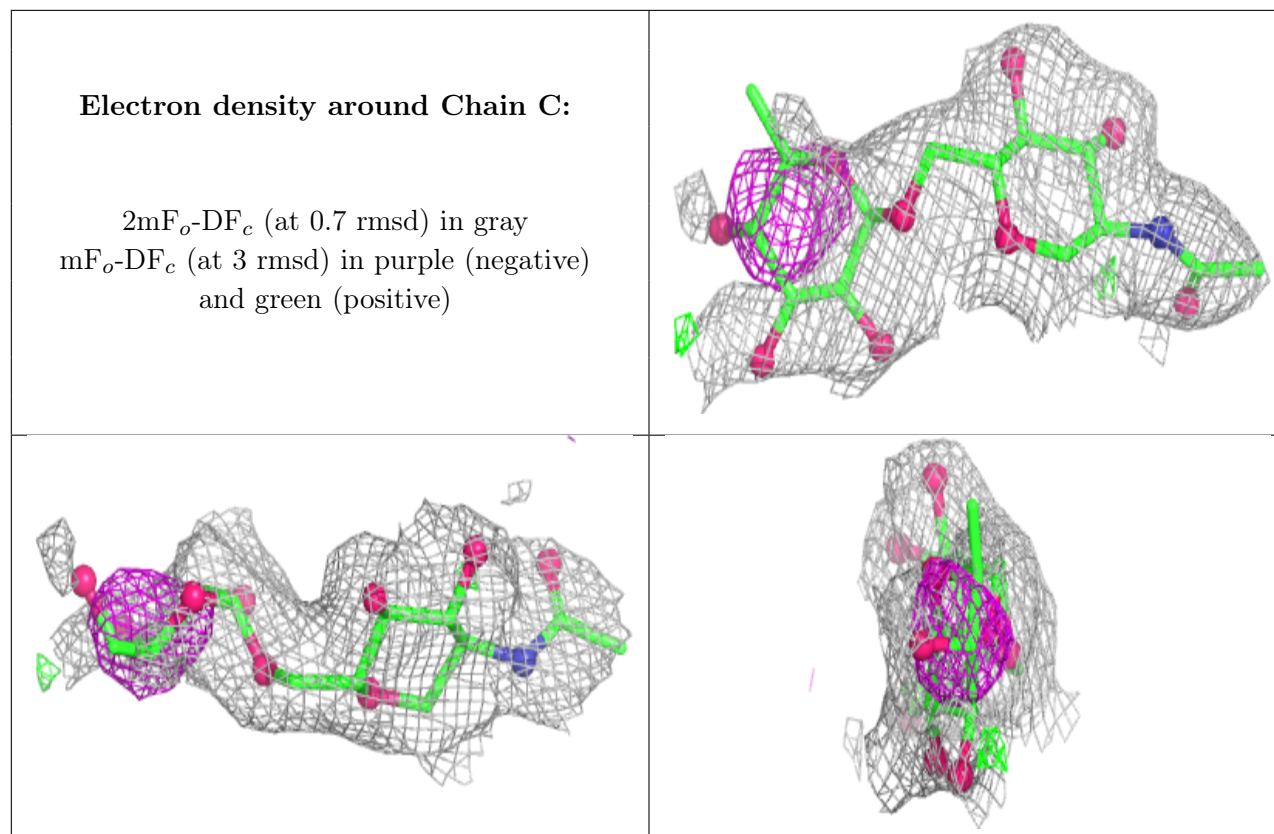 Electron density around Chain C:
2mFo-DFc (at 0.7 rmsd) in gray
mFo-DFc (at 3 rmsd) in purple (negative)
and green (positive)